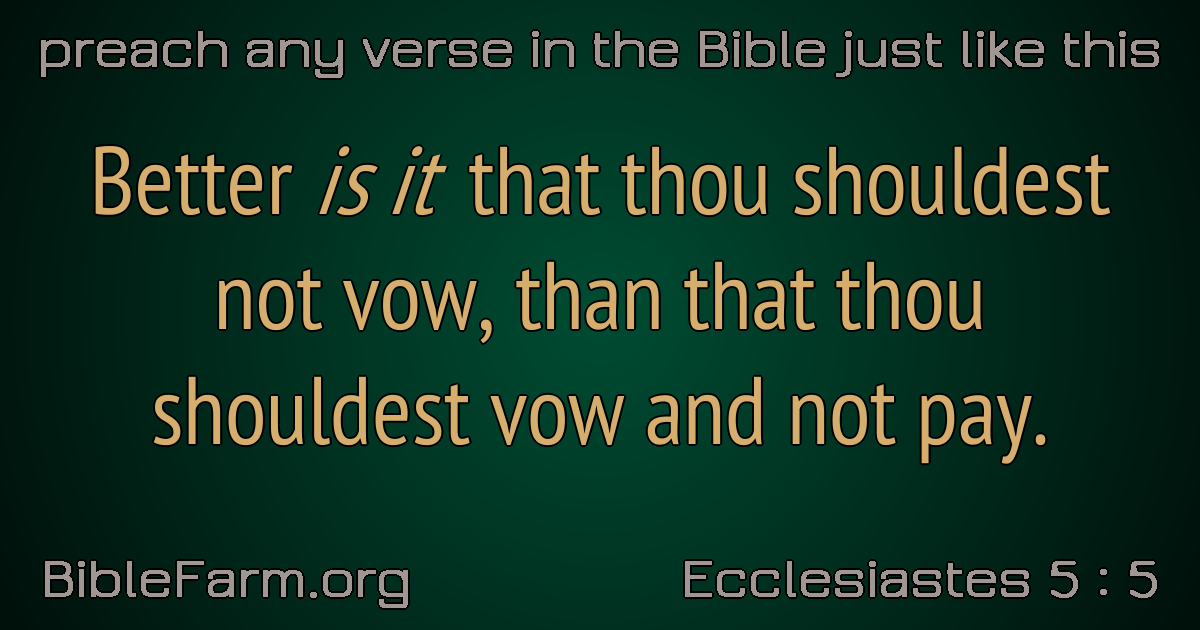 preach any verse in the Bible just like this
Better is it that thou shouldest
not vow, than that thou
shouldest vow and not pay.
BibleFarm.org
Ecclesiastes 5 : 5